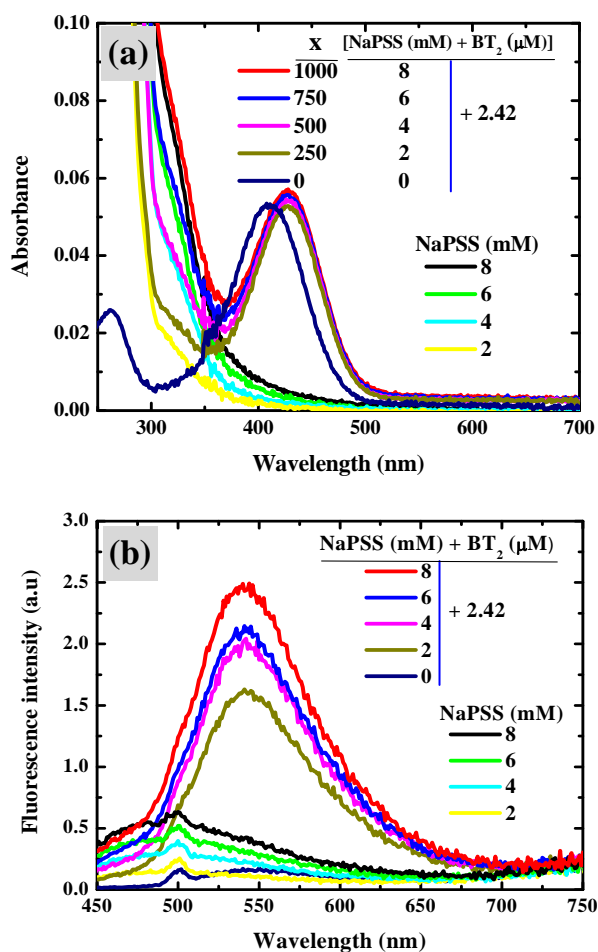 (a)
x [NaPSS (mM) + BT₂ (μM)]
1000 8
750 6
500 4
250 2
0 0
+ 2.42
NaPSS (mM)
8
6
4
2
Absorbance
0.10
0.08
0.06
0.04
0.02
0.00
300 400 500 600 700
Wavelength (nm)
(b)
NaPSS (mM) + BT₂ (μM)
8
6
4
2
0
+ 2.42
NaPSS (mM)
8
6
4
2
Fluorescence intensity (a.u)
3.0
2.5
2.0
1.5
1.0
0.5
0.0
450 500 550 600 650 700 750
Wavelength (nm)